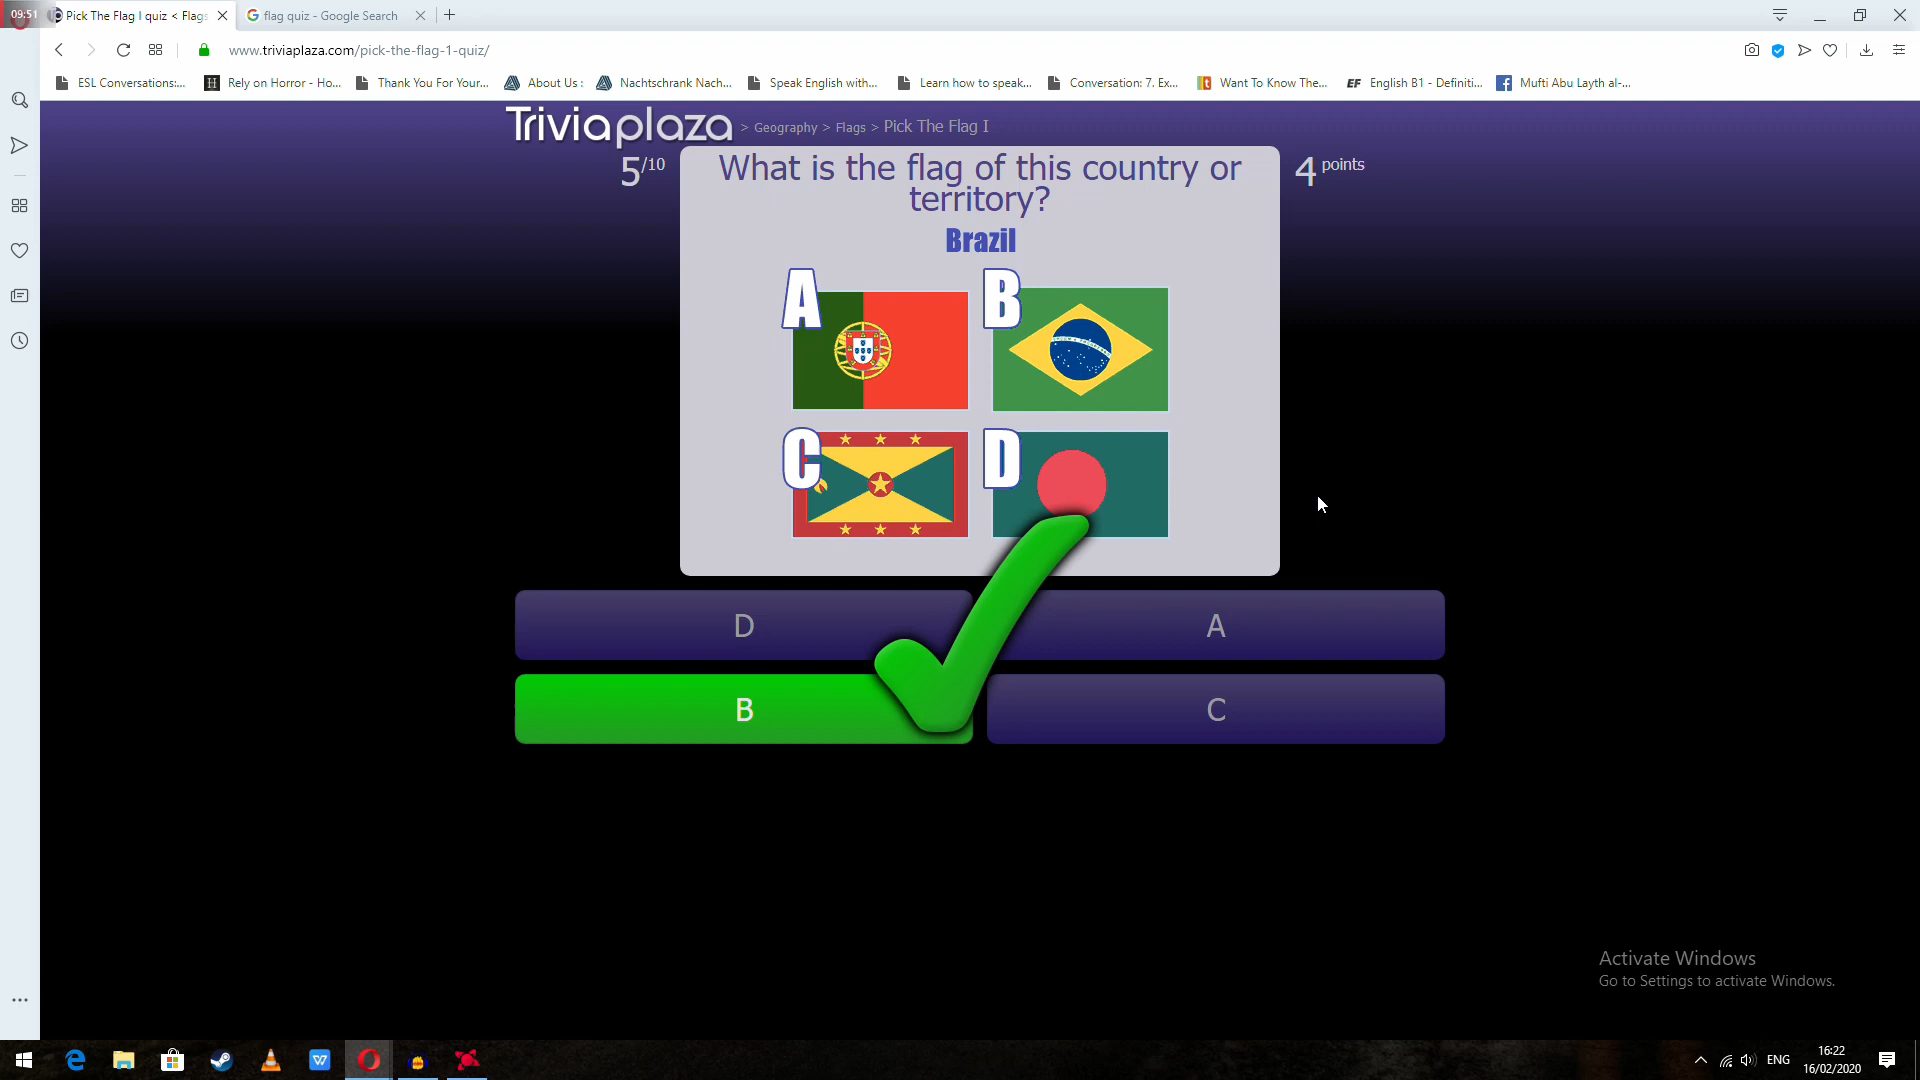 09:51
Pick The Flag I quiz < Flags
flag quiz - Google Search
www.triviaplaza.com/pick-the-flag-1-quiz/
ESL Conversations:...
Rely on Horror - Ho...
Thank You For Your...
About Us :
Nachtschrank Nach...
Speak English with...
Learn how to speak...
Conversation: 7. Ex...
Want To Know The...
EF English B1 - Definiti...
Mufti Abu Layth al-...
Triviaplaza > Geography > Flags > Pick The Flag I
5/10
What is the flag of this country or
territory?
4 points
Brazil
A
B
C
D
D
A
B
C
Activate Windows
Go to Settings to activate Windows.
ENG
16:22
16/02/2020